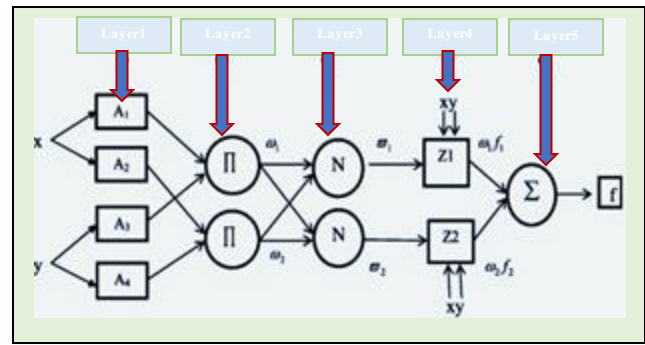 Layer1 Layer2 Layer3 Layer4 Layer5
xy
A₁
ω₁ ϖ₁ ω₁f₁
x ∏ N Z1
A₂
Σ f
A₃
∏ N Z2
y ω₂ ϖ₂ ω₂f₂
A₄
xy